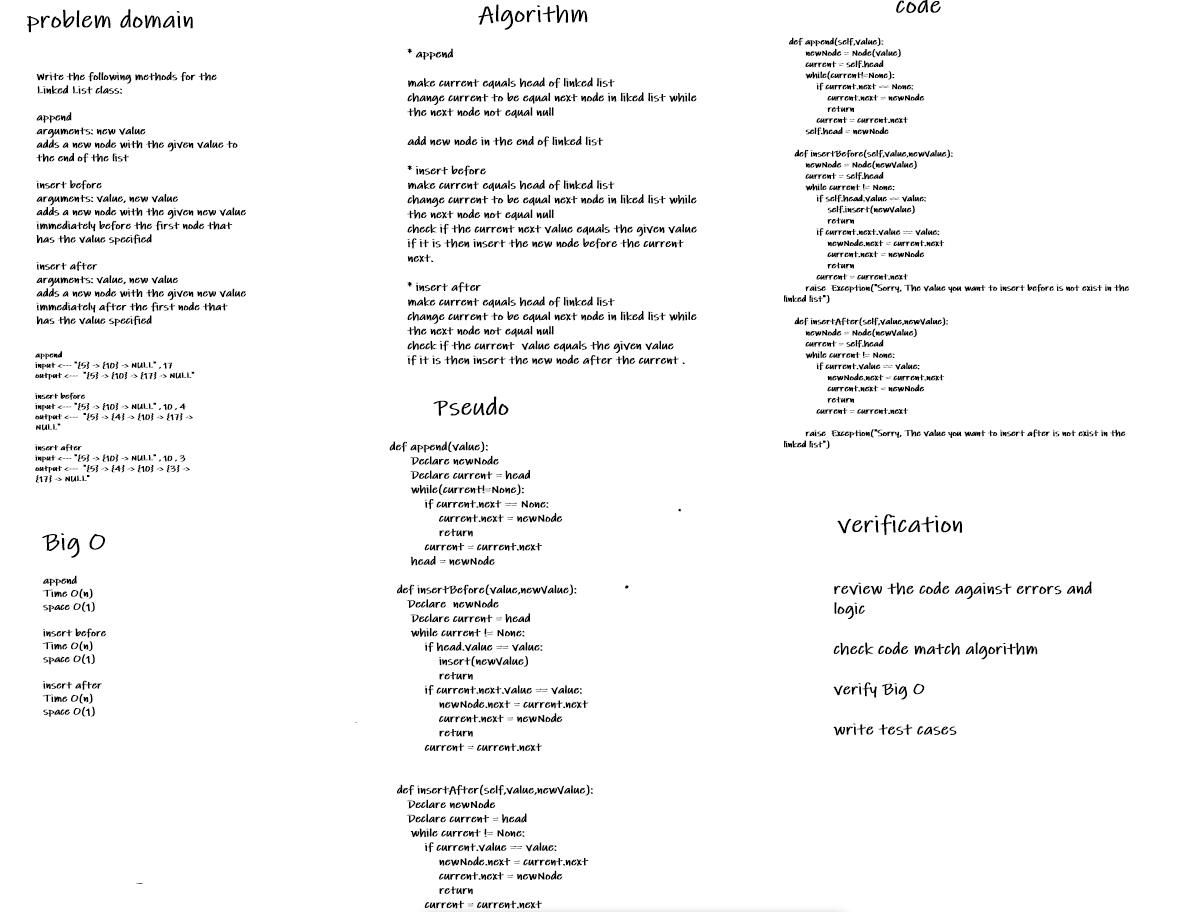 problem domain
Write the following methods for the
Linked List class:
append
arguments: new value
adds a new node with the given value to
the end of the list
insert before
arguments: value, new value
adds a new node with the given new value
immediately before the first node that
has the value specified
insert after
arguments: value, new value
adds a new node with the given new value
immediately after the first node that
has the value specified
append
input <--- "{5} -> {10} -> NULL" , 17
output <--- "{5} -> {10} -> {17} -> NULL"
insert before
input <--- "{5} -> {10} -> NULL" , 10 , 4
output <--- "{5} -> {4} -> {10} -> {17} ->
NULL"
insert after
input <--- "{5} -> {10} -> NULL" , 10 , 3
output <--- "{5} -> {4} -> {10} -> {3} ->
{17} -> NULL"
Big O
append
Time O(n)
space O(1)
insert before
Time O(n)
space O(1)
insert after
Time O(n)
space O(1)
Algorithm
* append
make current equals head of linked list
change current to be equal next node in liked list while
the next node not equal null
add new node in the end of linked list
* insert before
make current equals head of linked list
change current to be equal next node in liked list while
the next node not equal null
check if the current next value equals the given value
if it is then insert the new node before the current
next.
* insert after
make current equals head of linked list
change current to be equal next node in liked list while
the next node not equal null
check if the current value equals the given value
if it is then insert the new node after the current .
Pseudo
def append(value):
Declare newNode
Declare current = head
while(current!=None):
if current.next == None:
current.next = newNode
return
current = current.next
head = newNode
def insertBefore(value,newValue):
Declare newNode
Declare current = head
while current != None:
if head.value == value:
insert(newValue)
return
if current.next.value == value:
newNode.next = current.next
current.next = newNode
return
current = current.next
def insertAfter(self,value,newValue):
Declare newNode
Declare current = head
while current != None:
if current.value == value:
newNode.next = current.next
current.next = newNode
return
current = current.next
code
def append(self,value):
newNode = Node(value)
current = self.head
while(current!=None):
if current.next == None:
current.next = newNode
return
current = current.next
self.head = newNode
def insertBefore(self,value,newValue):
newNode = Node(newValue)
current = self.head
while current != None:
if self.head.value == value:
self.insert(newValue)
return
if current.next.value == value:
newNode.next = current.next
current.next = newNode
return
current = current.next
raise Exception("Sorry, The value you want to insert before is not exist in the
linked list")
def insertAfter(self,value,newValue):
newNode = Node(newValue)
current = self.head
while current != None:
if current.value == value:
newNode.next = current.next
current.next = newNode
return
current = current.next
raise Exception("Sorry, The value you want to insert after is not exist in the
linked list")
verification
review the code against errors and
logic
check code match algorithm
verify Big O
write test cases